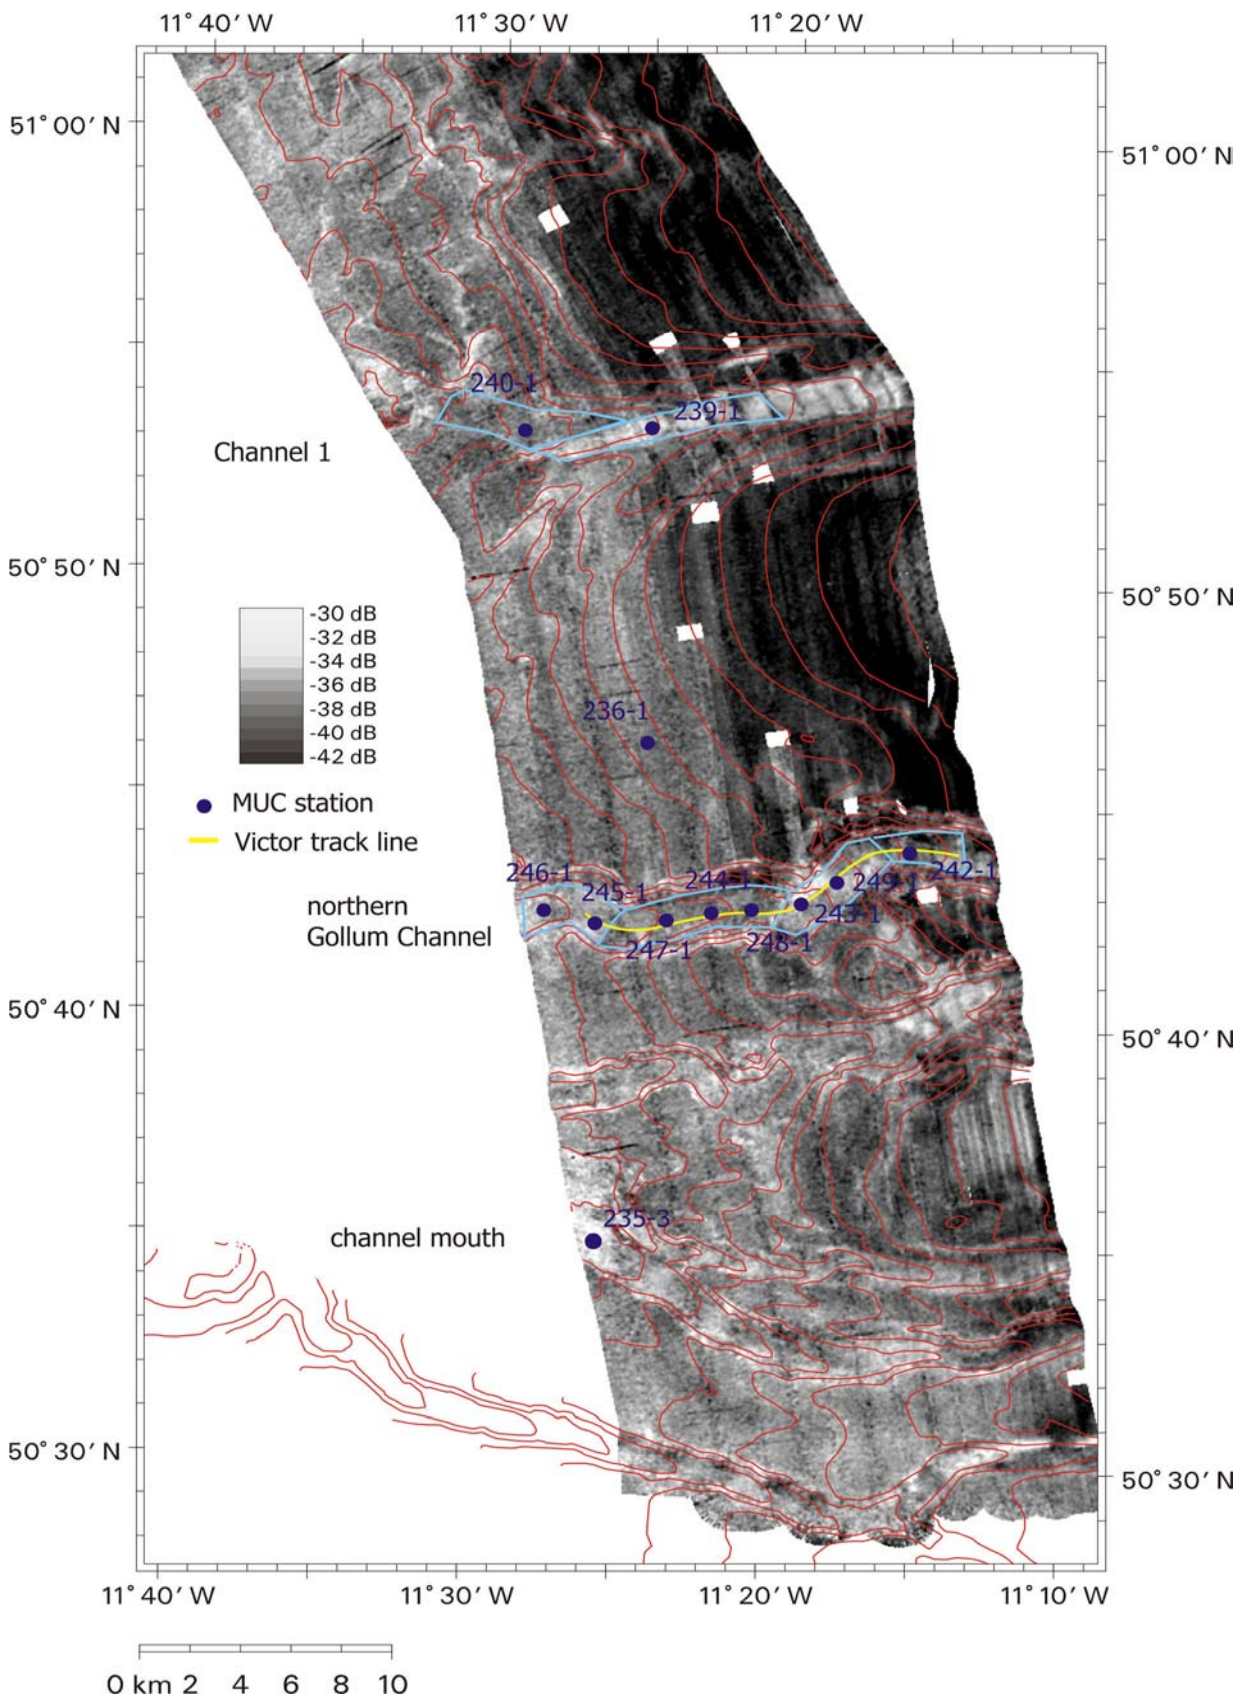 11° 40′ W 11° 30′ W 11° 20′ W
51° 00′ N
51° 00′ N
240-1
239-1
Channel 1
50° 50′ N
50° 50′ N
-30 dB
-32 dB
-34 dB
-36 dB
-38 dB
-40 dB
-42 dB
236-1
MUC station
Victor track line
246-1 245-1 244-1 249-1 242-1
northern
Gollum Channel
247-1 248-1 243-1
50° 40′ N
50° 40′ N
235-3
channel mouth
50° 30′ N
50° 30′ N
11° 40′ W 11° 30′ W 11° 20′ W 11° 10′ W
0 km 2 4 6 8 10